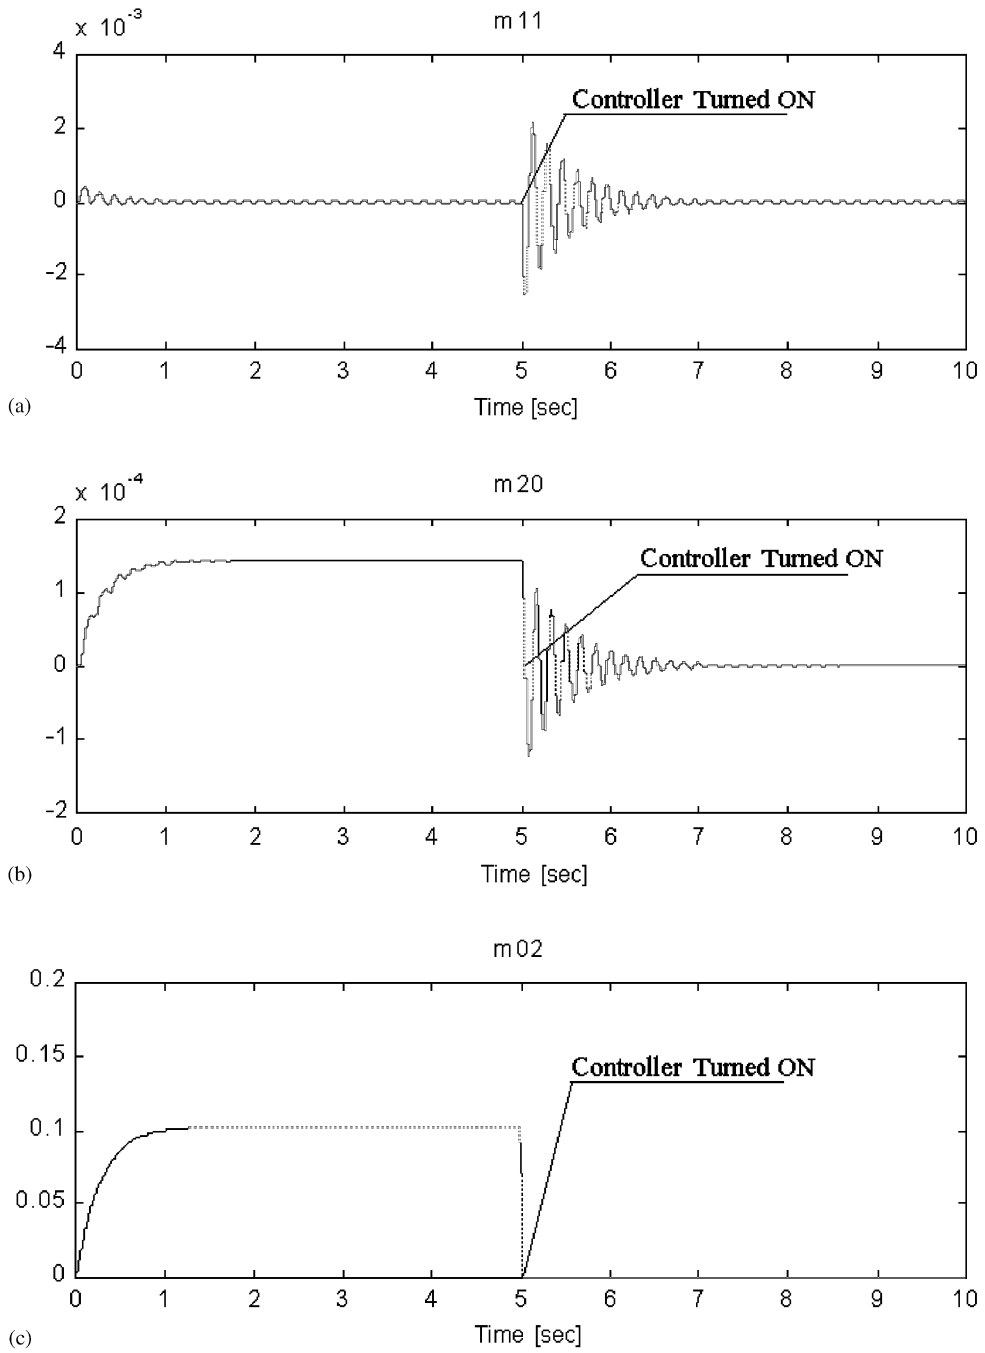 x 10⁻³
m11
4
2
0
-2
-4
Controller Turned ON
0 1 2 3 4 5 6 7 8 9 10
Time [sec]
(a)
x 10⁻⁴
m20
2
1
0
-1
-2
Controller Turned ON
0 1 2 3 4 5 6 7 8 9 10
Time [sec]
(b)
m02
0.2
0.15
0.1
0.05
0
Controller Turned ON
0 1 2 3 4 5 6 7 8 9 10
Time [sec]
(c)